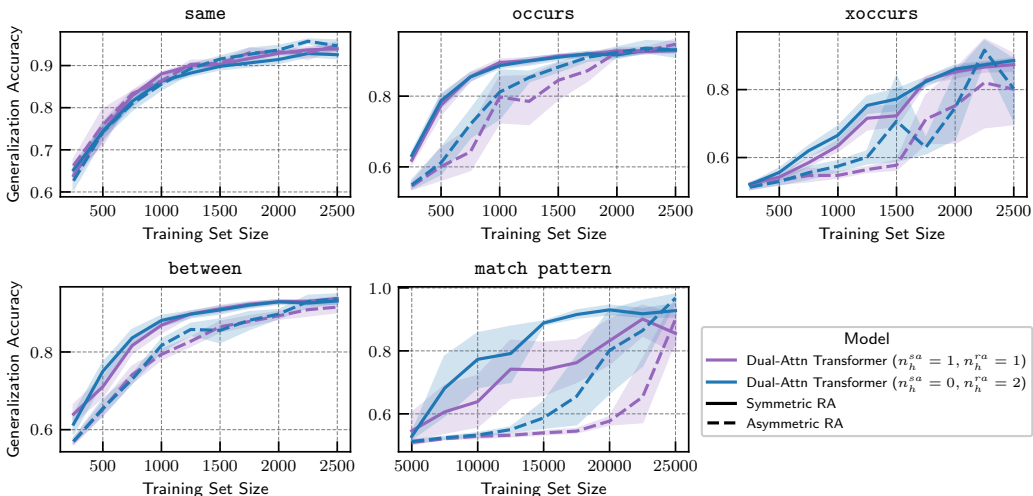 same
occurs
xoccurs
Generalization Accuracy
0.9
0.8
0.7
0.6
0.8
0.6
0.8
0.6
500 1000 1500 2000 2500
500 1000 1500 2000 2500
500 1000 1500 2000 2500
Training Set Size
Training Set Size
Training Set Size
between
match pattern
Generalization Accuracy
0.8
0.6
1.0
0.8
0.6
500 1000 1500 2000 2500
5000 10000 15000 20000 25000
Training Set Size
Training Set Size
Model
Dual-Attn Transformer (n_h^{sa} = 1, n_h^{ra} = 1)
Dual-Attn Transformer (n_h^{sa} = 0, n_h^{ra} = 2)
Symmetric RA
Asymmetric RA